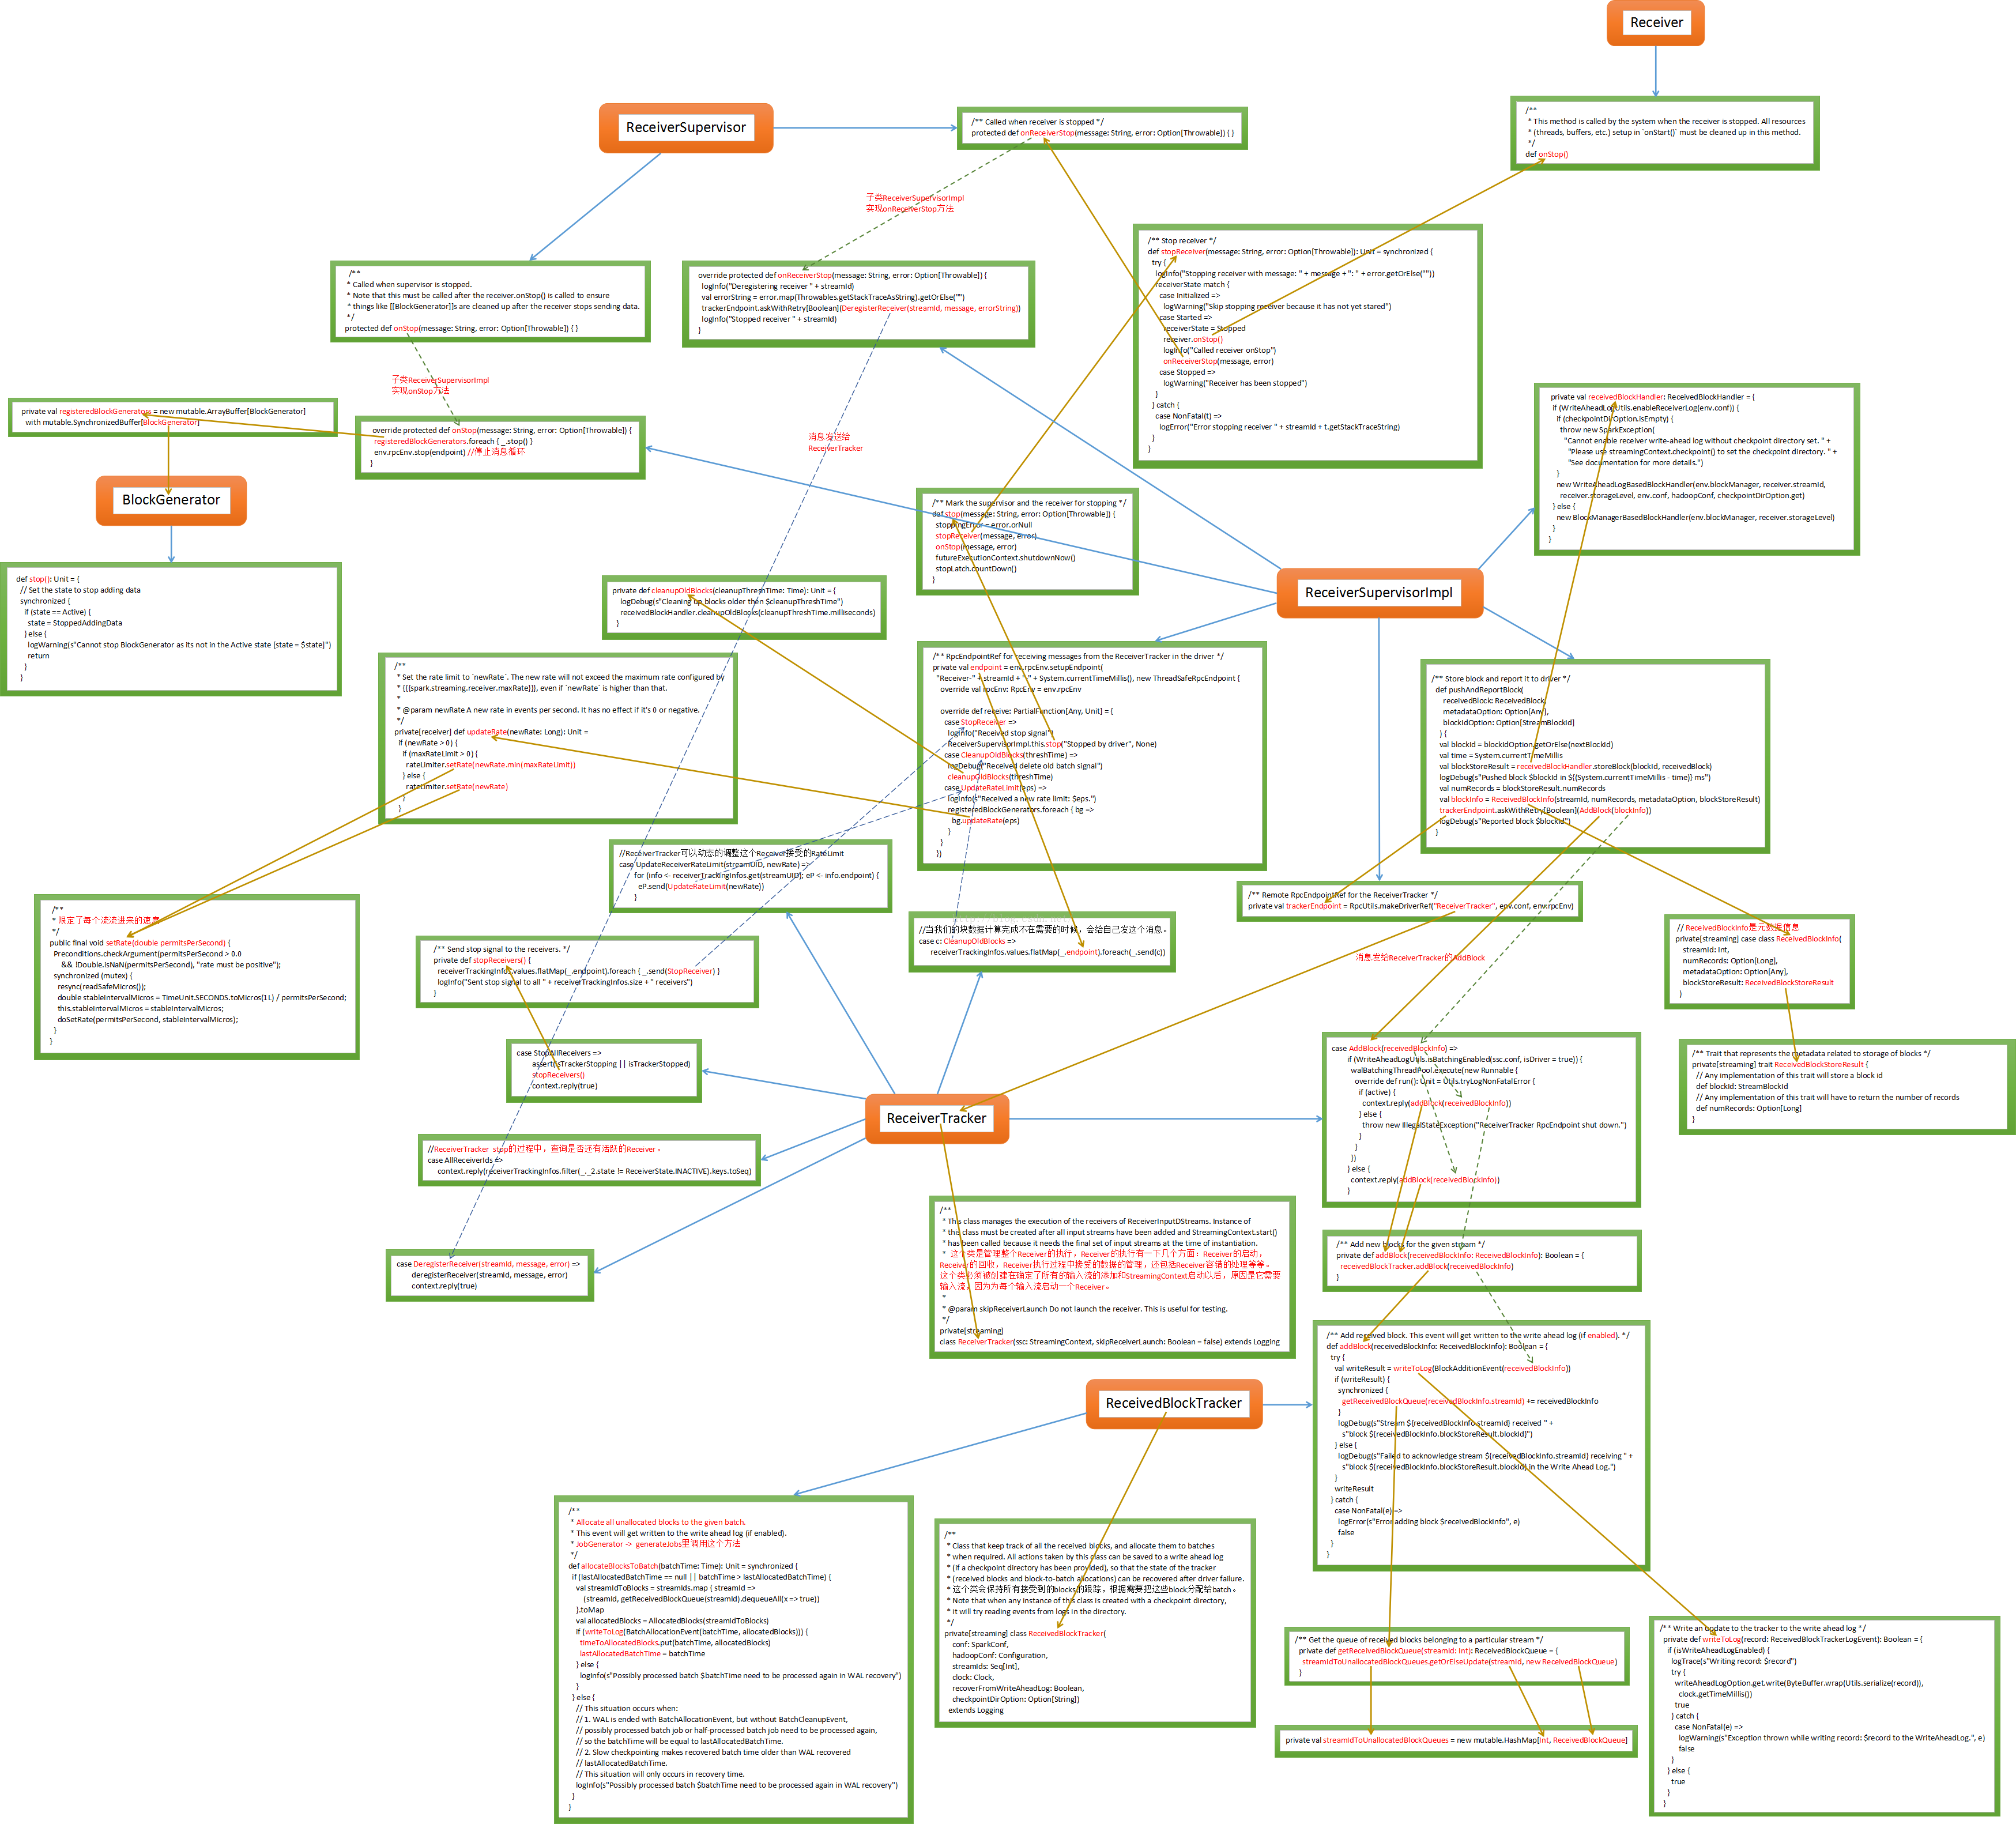 Receiver
/**
* This method is called by the system when the receiver is stopped. All resources
* (threads, buffers, etc.) setup in `onStart()` must be cleaned up in this method.
*/
def onStop()
ReceiverSupervisor
/** Called when receiver is stopped */
protected def onReceiverStop(message: String, error: Option[Throwable]) { }
子类ReceiverSupervisorImpl
实现onReceiverStop方法
/**
* Called when supervisor is stopped.
* Note that this must be called after the receiver.onStop() is called to ensure
* things like [[BlockGenerator]]s are cleaned up after the receiver stops sending data.
*/
protected def onStop(message: String, error: Option[Throwable]) { }
override protected def onReceiverStop(message: String, error: Option[Throwable]) {
logInfo("Deregistering receiver " + streamId)
val errorString = error.map(Throwables.getStackTraceAsString).getOrElse("")
trackerEndpoint.askWithRetry[Boolean](DeregisterReceiver(streamId, message, errorString))
logInfo("Stopped receiver " + streamId)
}
/** Stop receiver */
def stopReceiver(message: String, error: Option[Throwable]): Unit = synchronized {
try {
logInfo("Stopping receiver with message: " + message + ": " + error.getOrElse(""))
receiverState match {
case Initialized =>
logWarning("Skip stopping receiver because it has not yet stared")
case Started =>
receiverState = Stopped
receiver.onStop()
logInfo("Called receiver onStop")
onReceiverStop(message, error)
case Stopped =>
logWarning("Receiver has been stopped")
}
} catch {
case NonFatal(t) =>
logError("Error stopping receiver " + streamId + t.getStackTraceString)
}
}
子类ReceiverSupervisorImpl
实现onStop方法
private val registeredBlockGenerators = new mutable.ArrayBuffer[BlockGenerator]
with mutable.SynchronizedBuffer[BlockGenerator]
override protected def onStop(message: String, error: Option[Throwable]) {
registeredBlockGenerators.foreach { _.stop() }
env.rpcEnv.stop(endpoint) //停止消息循环
}
消息发送给
ReceiverTracker
private val receivedBlockHandler: ReceivedBlockHandler = {
if (WriteAheadLogUtils.enableReceiverLog(env.conf)) {
if (checkpointDirOption.isEmpty) {
throw new SparkException(
"Cannot enable receiver write-ahead log without checkpoint directory set. " +
"Please use streamingContext.checkpoint() to set the checkpoint directory. " +
"See documentation for more details.")
}
new WriteAheadLogBasedBlockHandler(env.blockManager, receiver.streamId,
receiver.storageLevel, env.conf, hadoopConf, checkpointDirOption.get)
} else {
new BlockManagerBasedBlockHandler(env.blockManager, receiver.storageLevel)
}
}
BlockGenerator
def stop(): Unit = {
// Set the state to stop adding data
synchronized {
if (state == Active) {
state = StoppedAddingData
} else {
logWarning(s"Cannot stop BlockGenerator as its not in the Active state [state = $state]")
return
}
}
/** Mark the supervisor and the receiver for stopping */
def stop(message: String, error: Option[Throwable]) {
stoppingError = error.orNull
stopReceiver(message, error)
onStop(message, error)
futureExecutionContext.shutdownNow()
stopLatch.countDown()
}
ReceiverSupervisorImpl
private def cleanupOldBlocks(cleanupThreshTime: Time): Unit = {
logDebug(s"Cleaning up blocks older then $cleanupThreshTime")
receivedBlockHandler.cleanupOldBlocks(cleanupThreshTime.milliseconds)
}
/**
* Set the rate limit to `newRate`. The new rate will not exceed the maximum rate configured by
* {{{spark.streaming.receiver.maxRate}}}, even if `newRate` is higher than that.
*
* @param newRate A new rate in events per second. It has no effect if it's 0 or negative.
*/
private[receiver] def updateRate(newRate: Long): Unit =
if (newRate > 0) {
if (maxRateLimit > 0) {
rateLimiter.setRate(newRate.min(maxRateLimit))
} else {
rateLimiter.setRate(newRate)
}
}
/** RpcEndpointRef for receiving messages from the ReceiverTracker in the driver */
private val endpoint = env.rpcEnv.setupEndpoint(
"Receiver-" + streamId + "-" + System.currentTimeMillis(), new ThreadSafeRpcEndpoint {
override val rpcEnv: RpcEnv = env.rpcEnv
override def receive: PartialFunction[Any, Unit] = {
case StopReceiver =>
logInfo("Received stop signal")
ReceiverSupervisorImpl.this.stop("Stopped by driver", None)
case CleanupOldBlocks(threshTime) =>
logDebug("Received delete old batch signal")
cleanupOldBlocks(threshTime)
case UpdateRateLimit(eps) =>
logInfo(s"Received a new rate limit: $eps.")
registeredBlockGenerators.foreach { bg =>
bg.updateRate(eps)
}
}
})
/** Store block and report it to driver */
def pushAndReportBlock(
receivedBlock: ReceivedBlock,
metadataOption: Option[Any],
blockIdOption: Option[StreamBlockId]
) {
val blockId = blockIdOption.getOrElse(nextBlockId)
val time = System.currentTimeMillis
val blockStoreResult = receivedBlockHandler.storeBlock(blockId, receivedBlock)
logDebug(s"Pushed block $blockId in ${(System.currentTimeMillis - time)} ms")
val numRecords = blockStoreResult.numRecords
val blockInfo = ReceivedBlockInfo(streamId, numRecords, metadataOption, blockStoreResult)
trackerEndpoint.askWithRetry[Boolean](AddBlock(blockInfo))
logDebug(s"Reported block $blockId")
}
//ReceiverTracker可以动态的调整这个Receiver接受的RateLimit
case UpdateReceiverRateLimit(streamUID, newRate) =>
for (info <- receiverTrackingInfos.get(streamUID); eP <- info.endpoint) {
eP.send(UpdateRateLimit(newRate))
}
/** Remote RpcEndpointRef for the ReceiverTracker */
private val trackerEndpoint = RpcUtils.makeDriverRef("ReceiverTracker", env.conf, env.rpcEnv)
/**
* 限定了每个流流进来的速度
*/
public final void setRate(double permitsPerSecond) {
Preconditions.checkArgument(permitsPerSecond > 0.0
&& !Double.isNaN(permitsPerSecond), "rate must be positive");
synchronized (mutex) {
resync(readSafeMicros());
double stableIntervalMicros = TimeUnit.SECONDS.toMicros(1L) / permitsPerSecond;
this.stableIntervalMicros = stableIntervalMicros;
doSetRate(permitsPerSecond, stableIntervalMicros);
}
}
/** Send stop signal to the receivers. */
private def stopReceivers() {
receiverTrackingInfos.values.flatMap(_.endpoint).foreach { _.send(StopReceiver) }
logInfo("Sent stop signal to all " + receiverTrackingInfos.size + " receivers")
}
//当我们的块数据计算完成不在需要的时候，会给自己发这个消息。
case c: CleanupOldBlocks =>
receiverTrackingInfos.values.flatMap(_.endpoint).foreach(_.send(c))
消息发给ReceiverTracker的AddBlock
// ReceivedBlockInfo是元数据信息
private[streaming] case class ReceivedBlockInfo(
streamId: Int,
numRecords: Option[Long],
metadataOption: Option[Any],
blockStoreResult: ReceivedBlockStoreResult
)
case StopAllReceivers =>
assert(isTrackerStopping || isTrackerStopped)
stopReceivers()
context.reply(true)
ReceiverTracker
case AddBlock(receivedBlockInfo) =>
if (WriteAheadLogUtils.isBatchingEnabled(ssc.conf, isDriver = true)) {
walBatchingThreadPool.execute(new Runnable {
override def run(): Unit = Utils.tryLogNonFatalError {
if (active) {
context.reply(addBlock(receivedBlockInfo))
} else {
throw new IllegalStateException("ReceiverTracker RpcEndpoint shut down.")
}
}
})
} else {
context.reply(addBlock(receivedBlockInfo))
}
/** Trait that represents the metadata related to storage of blocks */
private[streaming] trait ReceivedBlockStoreResult {
// Any implementation of this trait will store a block id
def blockId: StreamBlockId
// Any implementation of this trait will have to return the number of records
def numRecords: Option[Long]
}
//ReceiverTracker stop的过程中，查询是否还有活跃的Receiver。
case AllReceiverIds =>
context.reply(receiverTrackingInfos.filter(_._2.state != ReceiverState.INACTIVE).keys.toSeq)
case DeregisterReceiver(streamId, message, error) =>
deregisterReceiver(streamId, message, error)
context.reply(true)
/**
* This class manages the execution of the receivers of ReceiverInputDStreams. Instance of
* this class must be created after all input streams have been added and StreamingContext.start()
* has been called because it needs the final set of input streams at the time of instantiation.
* 这个类是管理整个Receiver的执行，Receiver的执行有一下几个方面：Receiver的启动，
Receiver的回收，Receiver执行过程中接受的数据的管理，还包括Receiver容错的处理等等。
这个类必须被创建在确定了所有的输入流的添加和StreamingContext启动以后，原因是它需要
输入流，因为为每个输入流启动一个Receiver。
*
* @param skipReceiverLaunch Do not launch the receiver. This is useful for testing.
*/
private[streaming]
class ReceiverTracker(ssc: StreamingContext, skipReceiverLaunch: Boolean = false) extends Logging
/** Add new blocks for the given stream */
private def addBlock(receivedBlockInfo: ReceivedBlockInfo): Boolean = {
receivedBlockTracker.addBlock(receivedBlockInfo)
}
ReceivedBlockTracker
/** Add received block. This event will get written to the write ahead log (if enabled). */
def addBlock(receivedBlockInfo: ReceivedBlockInfo): Boolean = {
try {
val writeResult = writeToLog(BlockAdditionEvent(receivedBlockInfo))
if (writeResult) {
synchronized {
getReceivedBlockQueue(receivedBlockInfo.streamId) += receivedBlockInfo
}
logDebug(s"Stream ${receivedBlockInfo.streamId} received " +
s"block ${receivedBlockInfo.blockStoreResult.blockId}")
} else {
logDebug(s"Failed to acknowledge stream ${receivedBlockInfo.streamId} receiving " +
s"block ${receivedBlockInfo.blockStoreResult.blockId} in the Write Ahead Log.")
}
writeResult
} catch {
case NonFatal(e) =>
logError(s"Error adding block $receivedBlockInfo", e)
false
}
}
/**
* Allocate all unallocated blocks to the given batch.
* This event will get written to the write ahead log (if enabled).
* JobGenerator -> generateJobs里调用这个方法
*/
def allocateBlocksToBatch(batchTime: Time): Unit = synchronized {
if (lastAllocatedBatchTime == null || batchTime > lastAllocatedBatchTime) {
val streamIdToBlocks = streamIds.map { streamId =>
(streamId, getReceivedBlockQueue(streamId).dequeueAll(x => true))
}.toMap
val allocatedBlocks = AllocatedBlocks(streamIdToBlocks)
if (writeToLog(BatchAllocationEvent(batchTime, allocatedBlocks))) {
timeToAllocatedBlocks.put(batchTime, allocatedBlocks)
lastAllocatedBatchTime = batchTime
} else {
logInfo(s"Possibly processed batch $batchTime need to be processed again in WAL recovery")
}
} else {
// This situation occurs when:
// 1. WAL is ended with BatchAllocationEvent, but without BatchCleanupEvent,
// possibly processed batch job or half-processed batch job need to be processed again,
// so the batchTime will be equal to lastAllocatedBatchTime.
// 2. Slow checkpointing makes recovered batch time older than WAL recovered
// lastAllocatedBatchTime.
// This situation will only occurs in recovery time.
logInfo(s"Possibly processed batch $batchTime need to be processed again in WAL recovery")
}
}
/**
* Class that keep track of all the received blocks, and allocate them to batches
* when required. All actions taken by this class can be saved to a write ahead log
* (if a checkpoint directory has been provided), so that the state of the tracker
* (received blocks and block-to-batch allocations) can be recovered after driver failure.
* 这个类会保持所有接受到的blocks的跟踪，根据需要把这些block分配给batch。
* Note that when any instance of this class is created with a checkpoint directory,
* it will try reading events from logs in the directory.
*/
private[streaming] class ReceivedBlockTracker(
conf: SparkConf,
hadoopConf: Configuration,
streamIds: Seq[Int],
clock: Clock,
recoverFromWriteAheadLog: Boolean,
checkpointDirOption: Option[String])
extends Logging
/** Get the queue of received blocks belonging to a particular stream */
private def getReceivedBlockQueue(streamId: Int): ReceivedBlockQueue = {
streamIdToUnallocatedBlockQueues.getOrElseUpdate(streamId, new ReceivedBlockQueue)
}
private val streamIdToUnallocatedBlockQueues = new mutable.HashMap[Int, ReceivedBlockQueue]
/** Write an update to the tracker to the write ahead log */
private def writeToLog(record: ReceivedBlockTrackerLogEvent): Boolean = {
if (isWriteAheadLogEnabled) {
logTrace(s"Writing record: $record")
try {
writeAheadLogOption.get.write(ByteBuffer.wrap(Utils.serialize(record)),
clock.getTimeMillis())
true
} catch {
case NonFatal(e) =>
logWarning(s"Exception thrown while writing record: $record to the WriteAheadLog.", e)
false
}
} else {
true
}
}